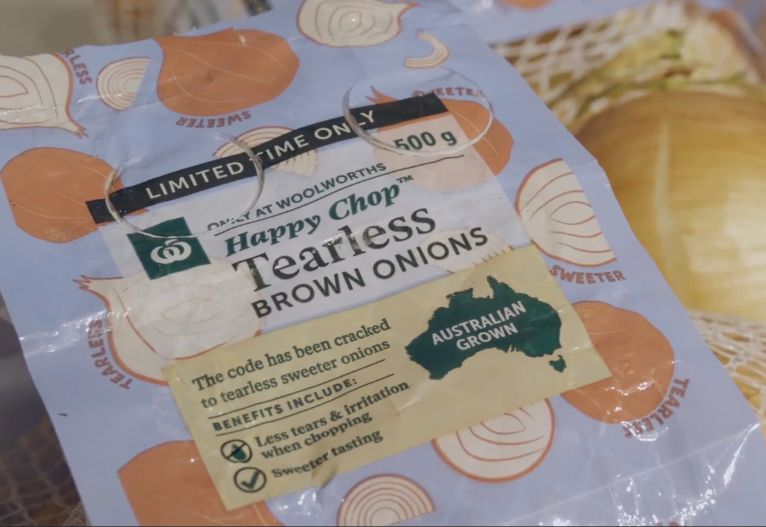 TEARLESS
SWEETER
SWEETER
LIMITED TIME ONLY
500 g
ONLY AT WOOLWORTHS
Happy Chop™
Tearless
BROWN ONIONS
SWEETER
TEARLESS
AUSTRALIAN
GROWN
The code has been cracked
to tearless sweeter onions
BENEFITS INCLUDE:
Less tears & irritation
when chopping
Sweeter tasting
TEARLESS